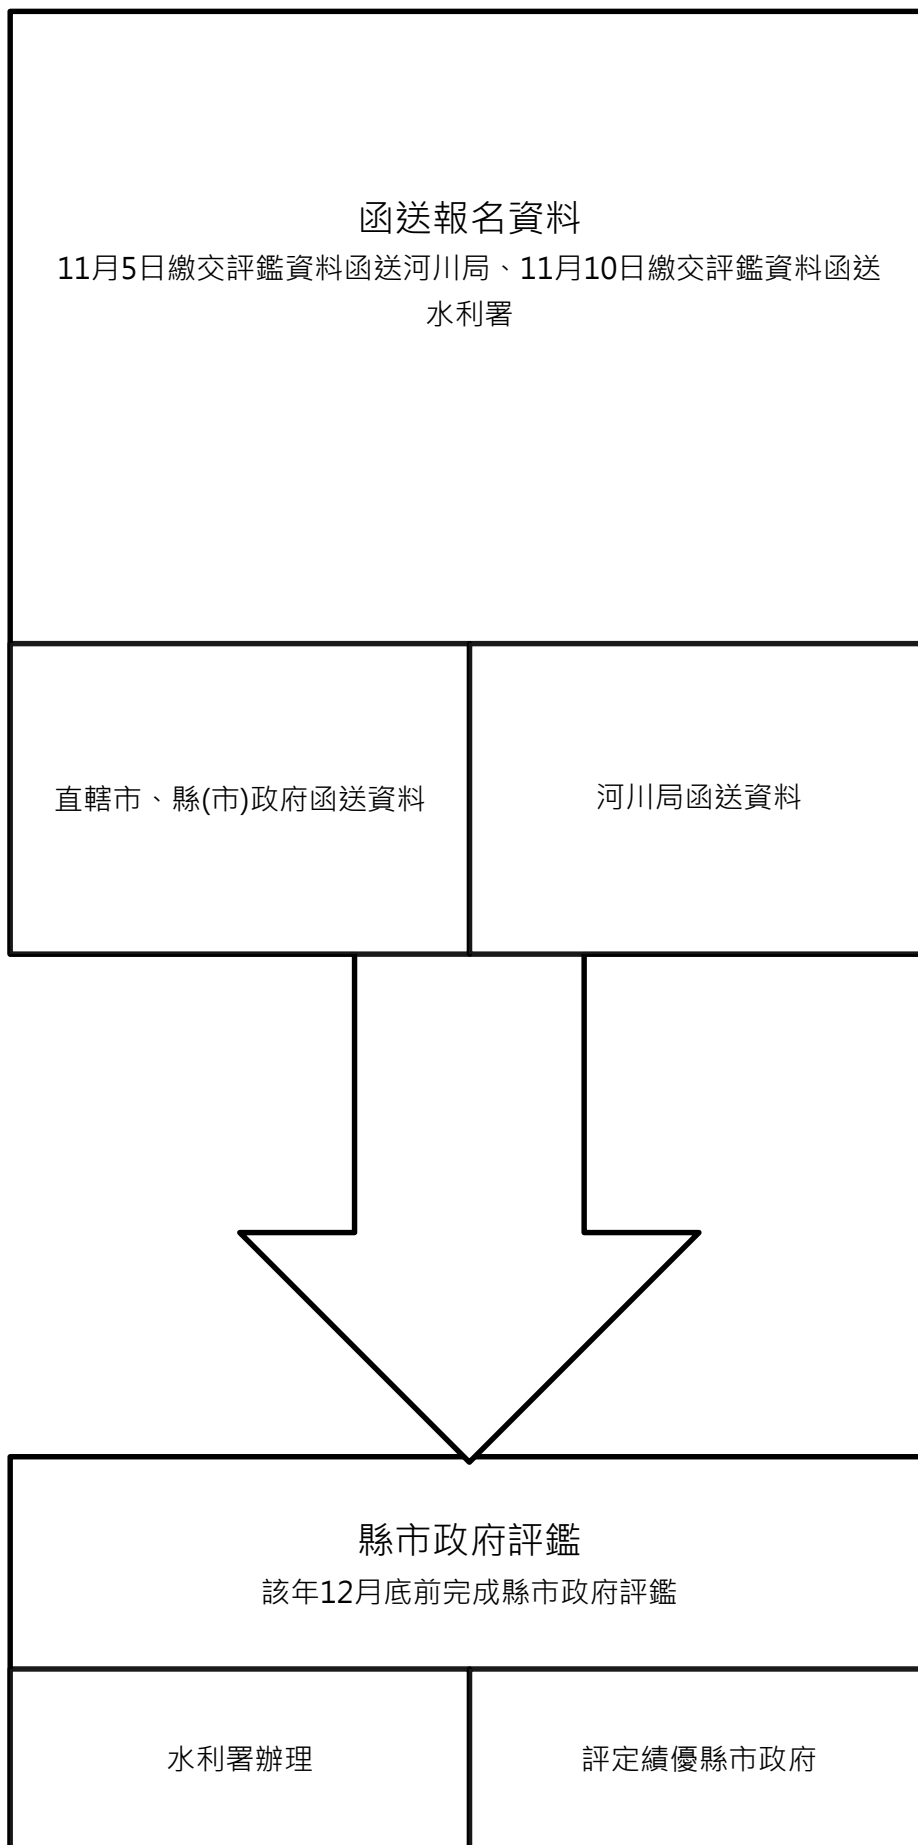 函送報名資料
11月5日繳交評鑑資料函送河川局、11月10日繳交評鑑資料函送
水利署
直轄市、縣(市)政府函送資料
河川局函送資料
縣市政府評鑑
該年12月底前完成縣市政府評鑑
水利署辦理
評定績優縣市政府